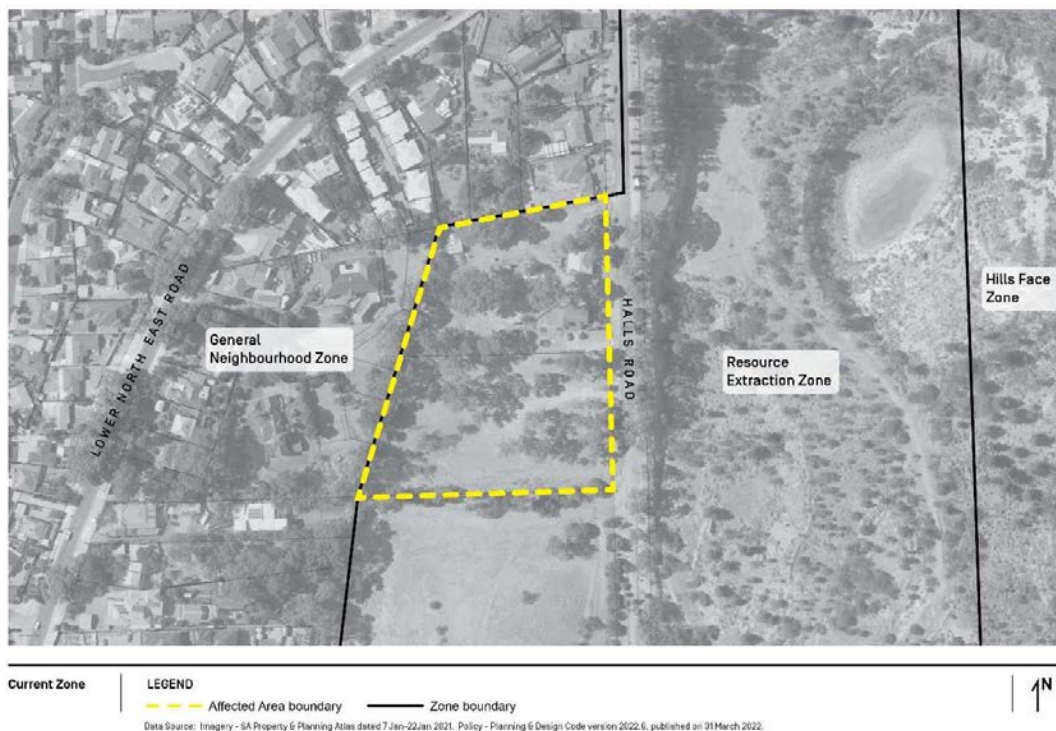 LOWER NORTH EAST ROAD
General
Neighbourhood Zone
HALLS ROAD
Resource
Extraction Zone
Hills Face
Zone
Current Zone
LEGEND
Affected Area boundary
Zone boundary
N
Data Source: Imagery - SA Property & Planning Atlas dated 7 Jan-22Jan 2021. Policy - Planning & Design Code version 2022.6, published on 31 March 2022.